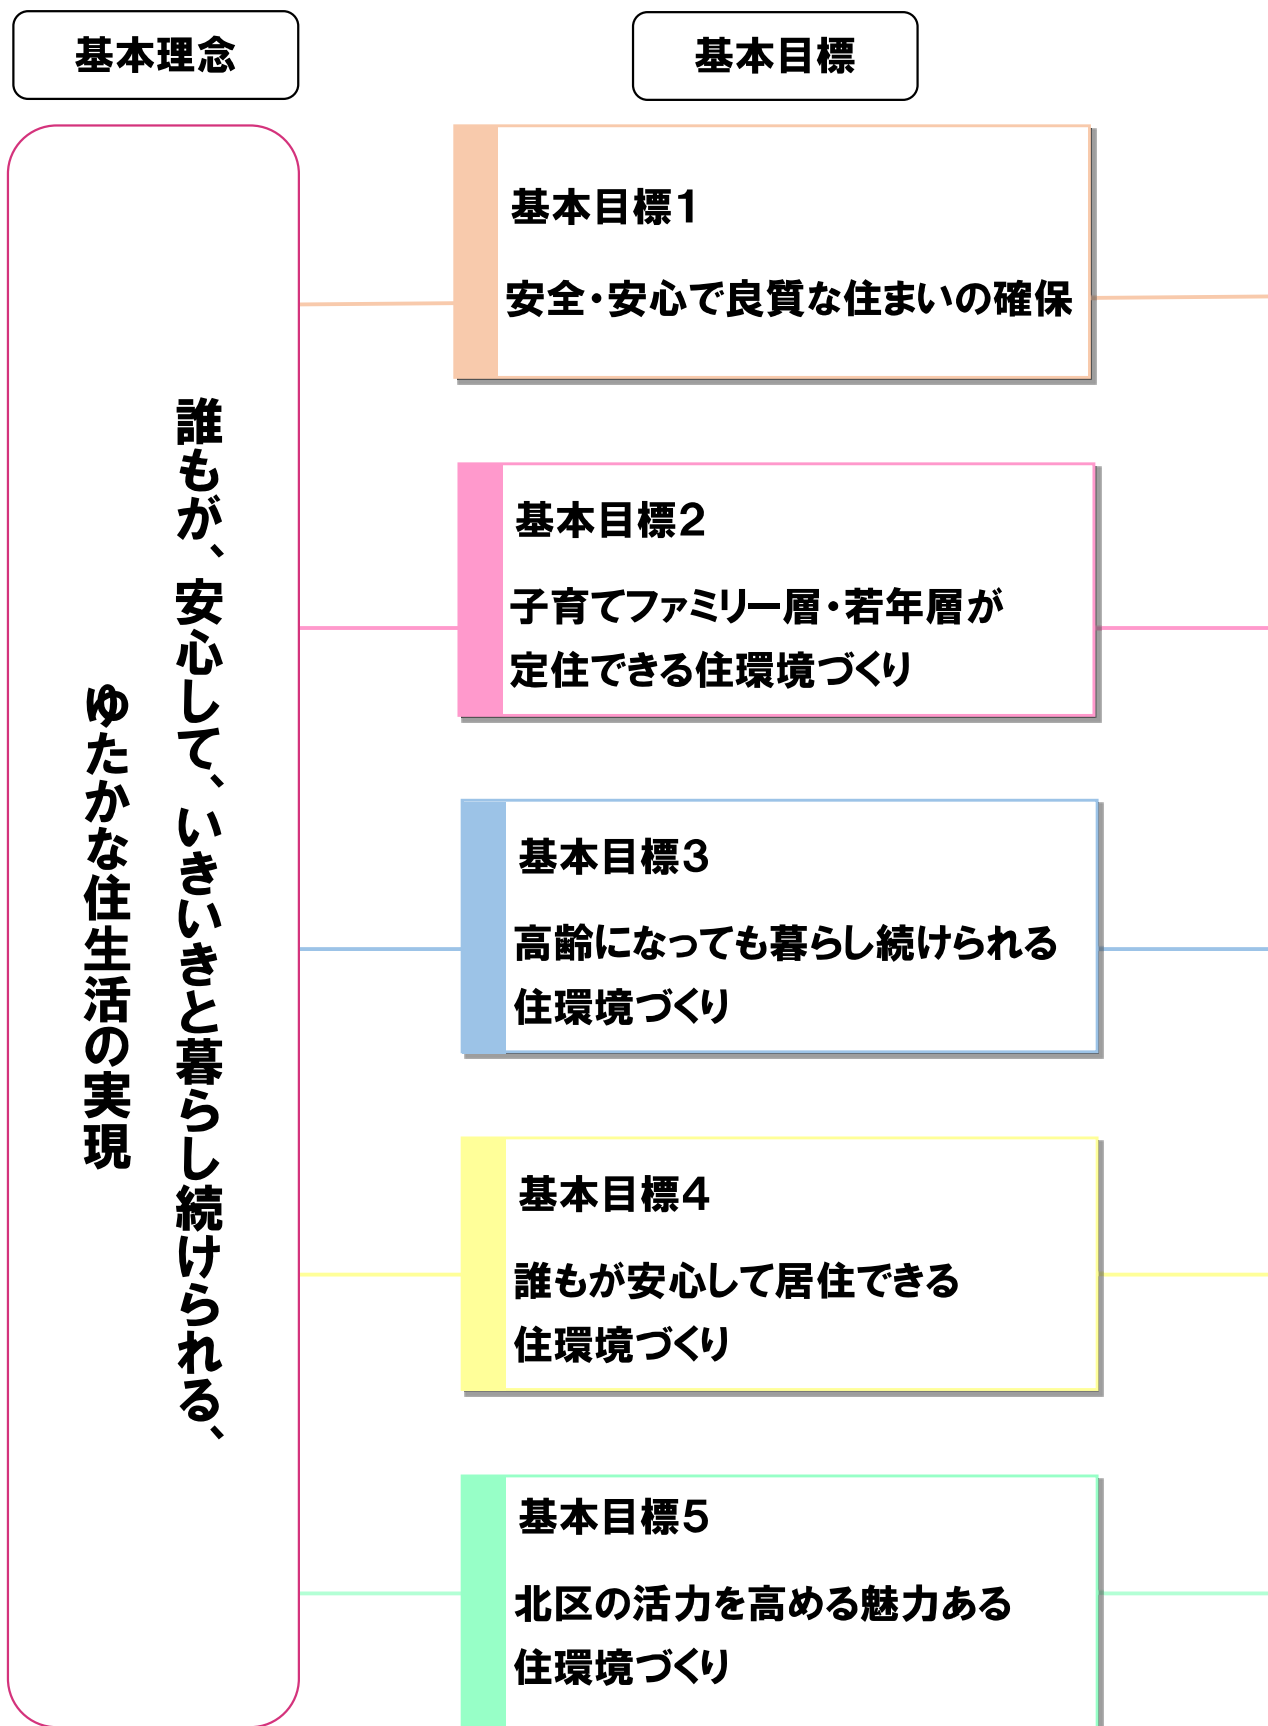 基本理念
基本目標
誰もが、安心して、いきいきと暮らし続けられる、
ゆたかな住生活の実現
基本目標1
安全・安心で良質な住まいの確保
基本目標2
子育てファミリー層・若年層が
定住できる住環境づくり
基本目標3
高齢になっても暮らし続けられる
住環境づくり
基本目標4
誰もが安心して居住できる
住環境づくり
基本目標5
北区の活力を高める魅力ある
住環境づくり